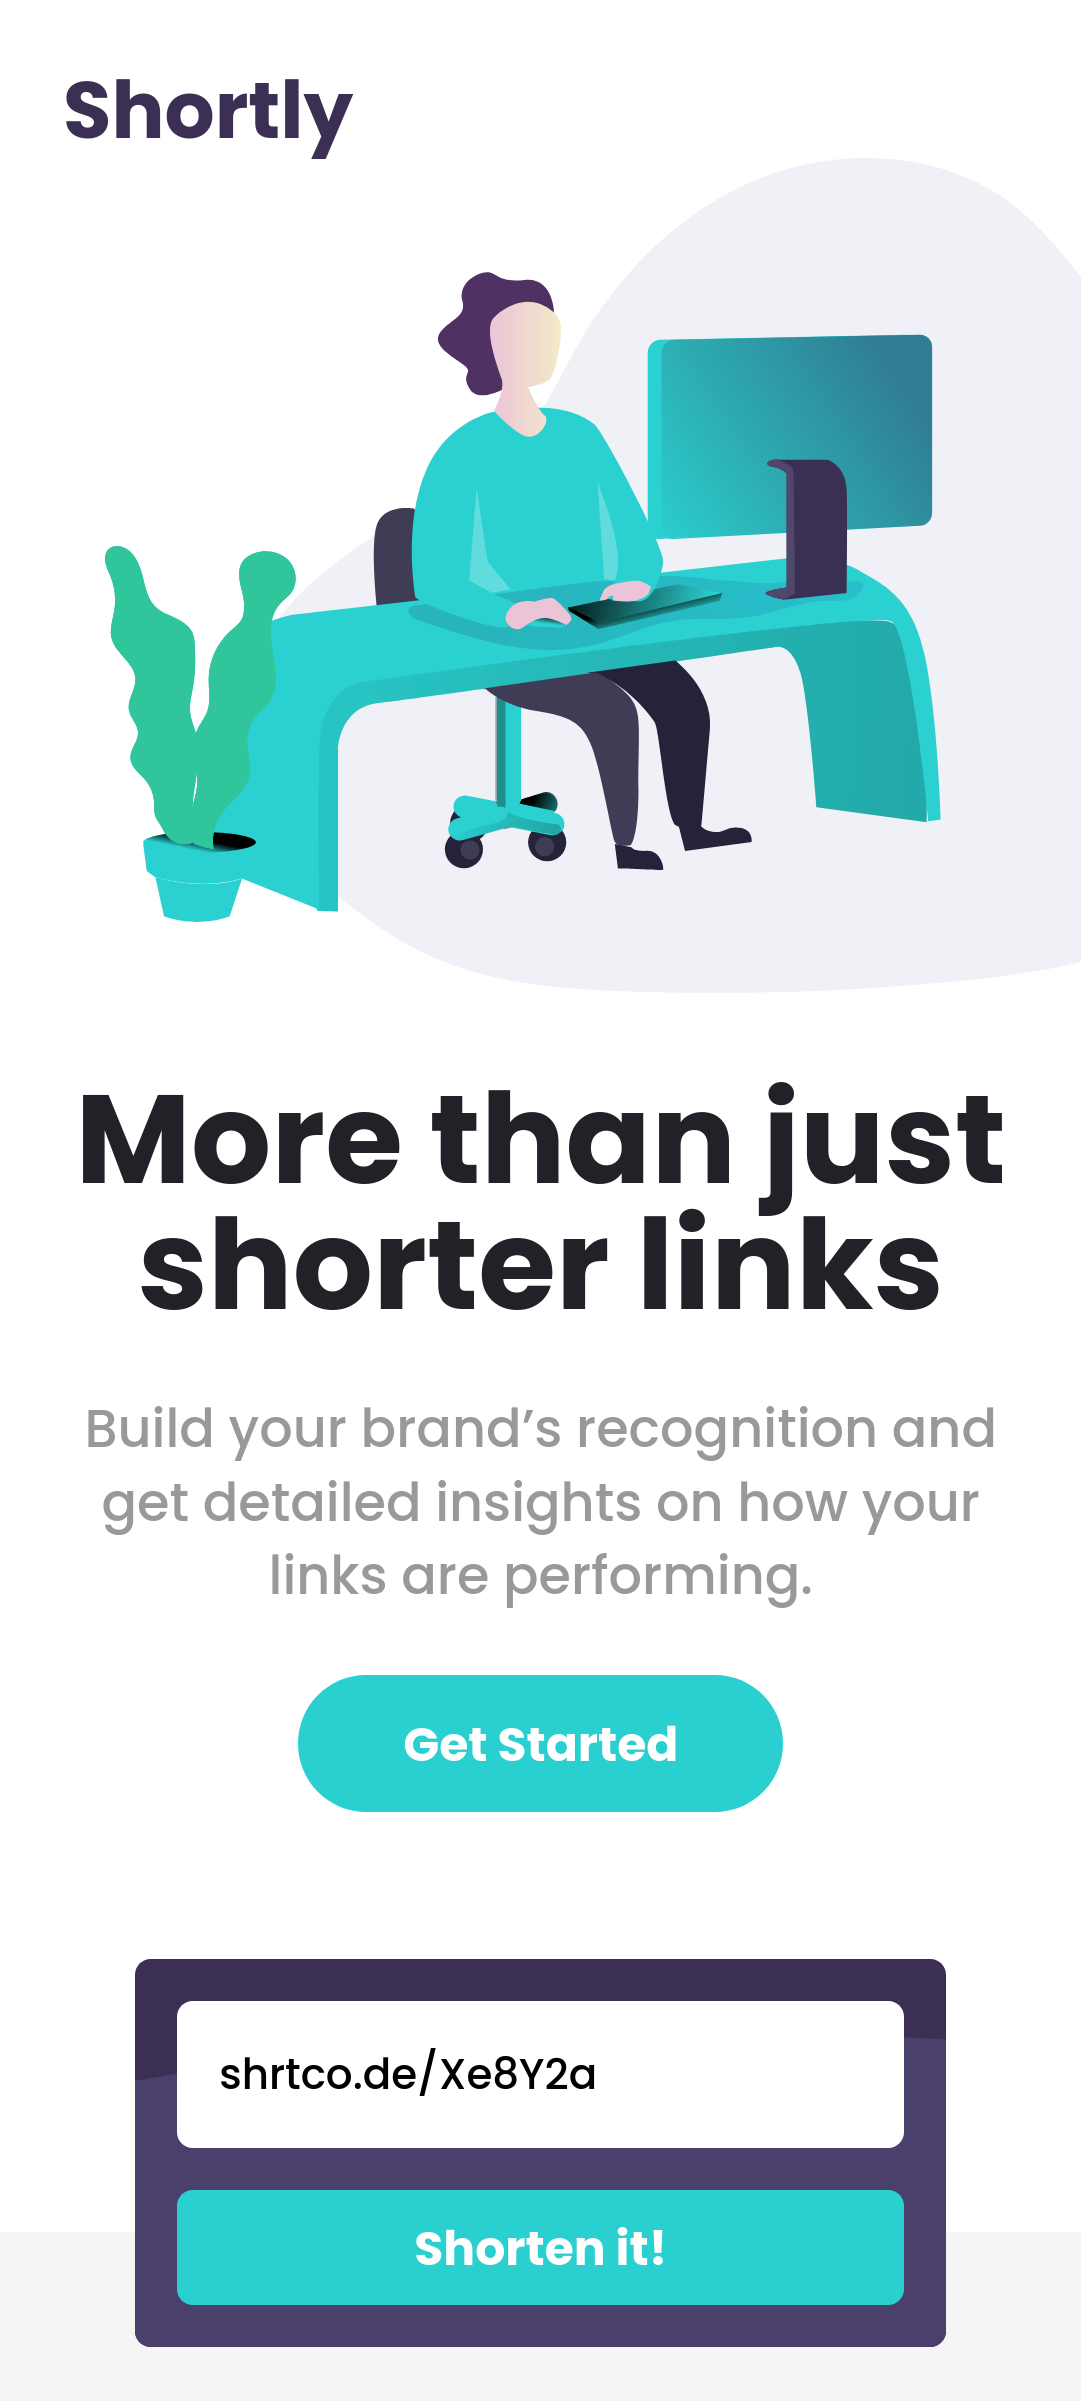 Shortly
More than just
shorter links
Build your brand’s recognition and
get detailed insights on how your
links are performing.
Get Started
shrtco.de/Xe8Y2a
Shorten it!